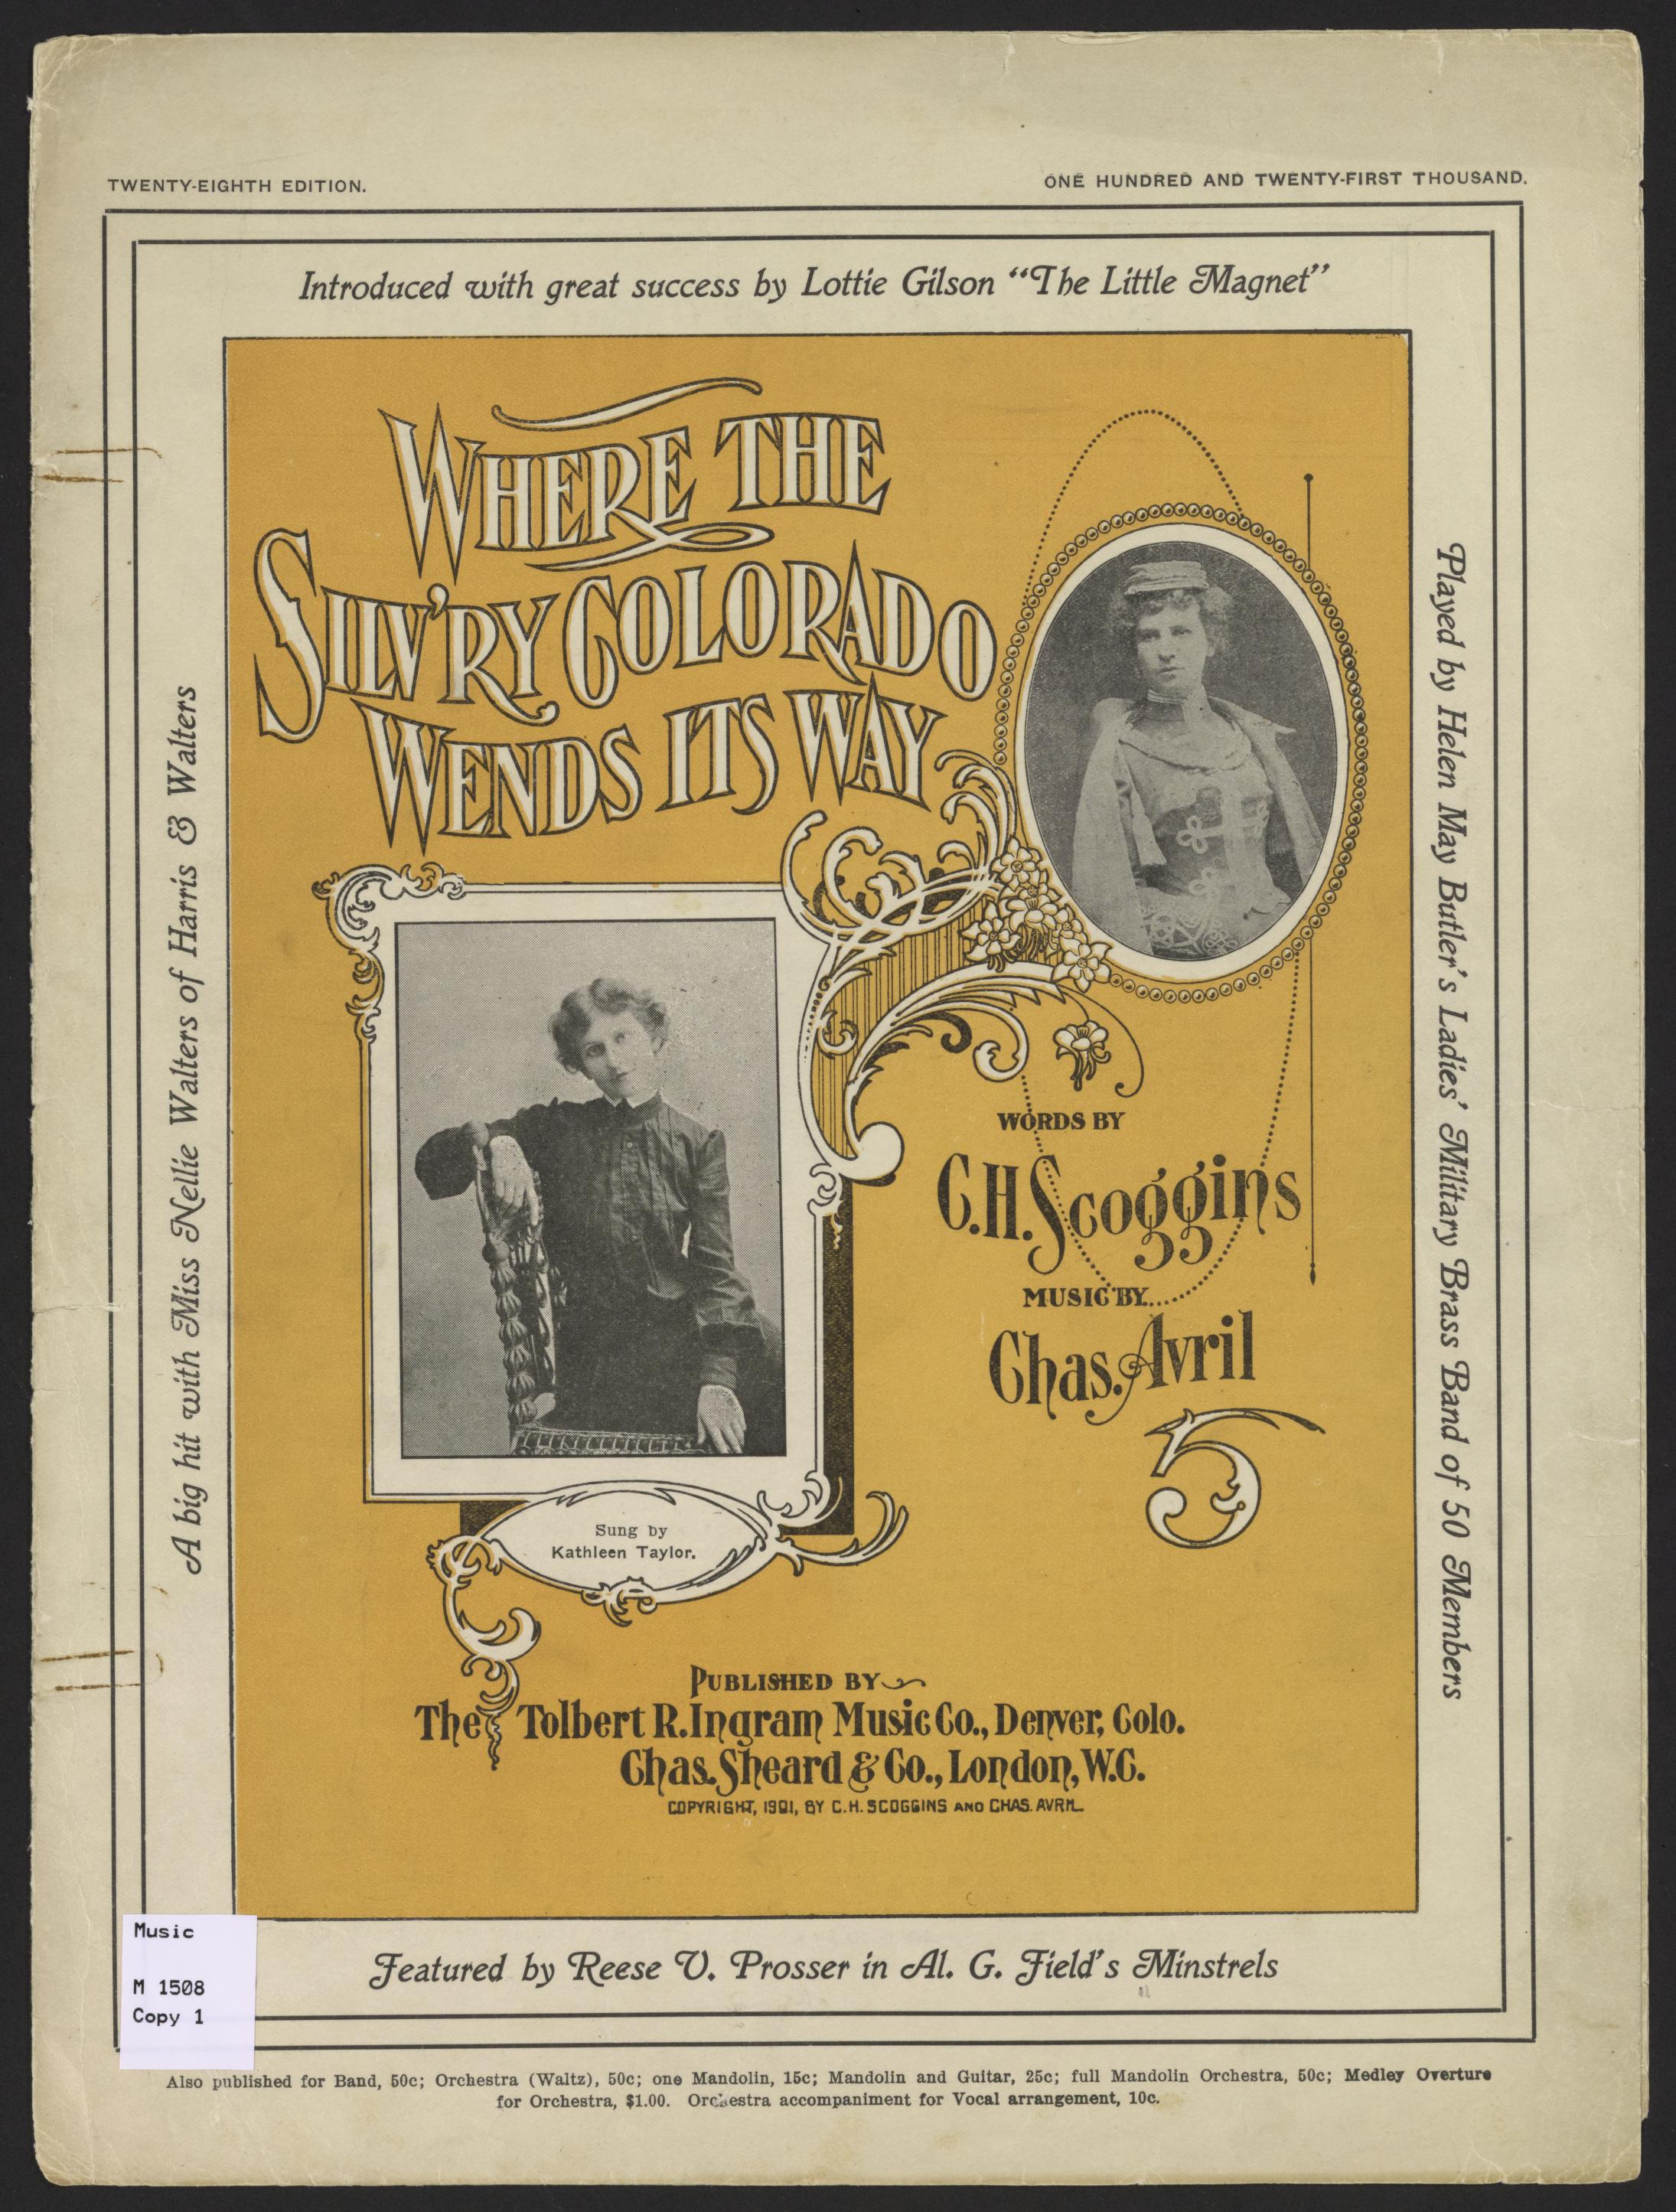 TWENTY-EIGHTH EDITION.
ONE HUNDRED AND TWENTY-FIRST THOUSAND.
Introduced with great success by Lottie Gilson “The Little Magnet”
A big hit with Miss Nellie Walters of Harris & Walters
WHERE THE
SILV'RY COLORADO
WENDS ITS WAY
Played by Helen May Butler's Ladies' Military Brass Band of 50 Members
WORDS BY
C.H. Scoggins
MUSIC BY
Chas. Avril
5
Sung by
Kathleen Taylor.
PUBLISHED BY
The Tolbert R. Ingram Music Co., Denver, Colo.
Chas. Sheard & Co., London, W.C.
COPYRIGHT, 1901, BY C.H. SCOGGINS AND CHAS. AVRIL
Featured by Reese V. Prosser in Al. G. Field's Minstrels
Music
M 1508
Copy 1
Also published for Band, 50c; Orchestra (Waltz), 50c; one Mandolin, 15c; Mandolin and Guitar, 25c; full Mandolin Orchestra, 50c; Medley Overture
for Orchestra, $1.00. Orchestra accompaniment for Vocal arrangement, 10c.